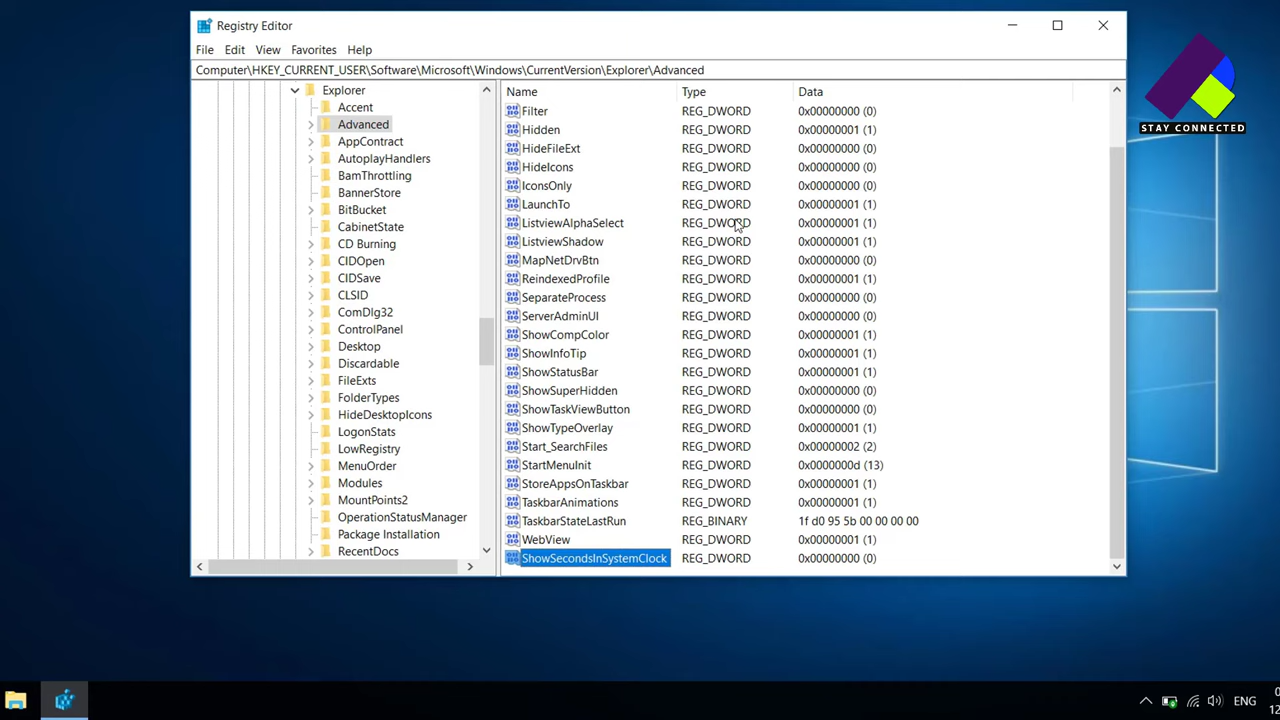 Registry Editor
File Edit View Favorites Help
Computer\HKEY_CURRENT_USER\Software\Microsoft\Windows\CurrentVersion\Explorer\Advanced
Explorer
Accent
Advanced
AppContract
AutoplayHandlers
BamThrottling
BannerStore
BitBucket
CabinetState
CD Burning
CIDOpen
CIDSave
CLSID
ComDlg32
ControlPanel
Desktop
Discardable
FileExts
FolderTypes
HideDesktopIcons
LogonStats
LowRegistry
MenuOrder
Modules
MountPoints2
OperationStatusManager
Package Installation
RecentDocs
Name Type Data
Filter REG_DWORD 0x00000000 (0)
Hidden REG_DWORD 0x00000001 (1)
HideFileExt REG_DWORD 0x00000000 (0)
HideIcons REG_DWORD 0x00000000 (0)
IconsOnly REG_DWORD 0x00000000 (0)
LaunchTo REG_DWORD 0x00000001 (1)
ListviewAlphaSelect REG_DWORD 0x00000001 (1)
ListviewShadow REG_DWORD 0x00000001 (1)
MapNetDrvBtn REG_DWORD 0x00000000 (0)
ReindexedProfile REG_DWORD 0x00000001 (1)
SeparateProcess REG_DWORD 0x00000000 (0)
ServerAdminUI REG_DWORD 0x00000000 (0)
ShowCompColor REG_DWORD 0x00000001 (1)
ShowInfoTip REG_DWORD 0x00000001 (1)
ShowStatusBar REG_DWORD 0x00000001 (1)
ShowSuperHidden REG_DWORD 0x00000000 (0)
ShowTaskViewButton REG_DWORD 0x00000000 (0)
ShowTypeOverlay REG_DWORD 0x00000001 (1)
Start_SearchFiles REG_DWORD 0x00000002 (2)
StartMenuInit REG_DWORD 0x0000000d (13)
StoreAppsOnTaskbar REG_DWORD 0x00000001 (1)
TaskbarAnimations REG_DWORD 0x00000001 (1)
TaskbarStateLastRun REG_BINARY 1f d0 95 5b 00 00 00 00
WebView REG_DWORD 0x00000001 (1)
ShowSecondsInSystemClock REG_DWORD 0x00000000 (0)
STAY CONNECTED
ENG